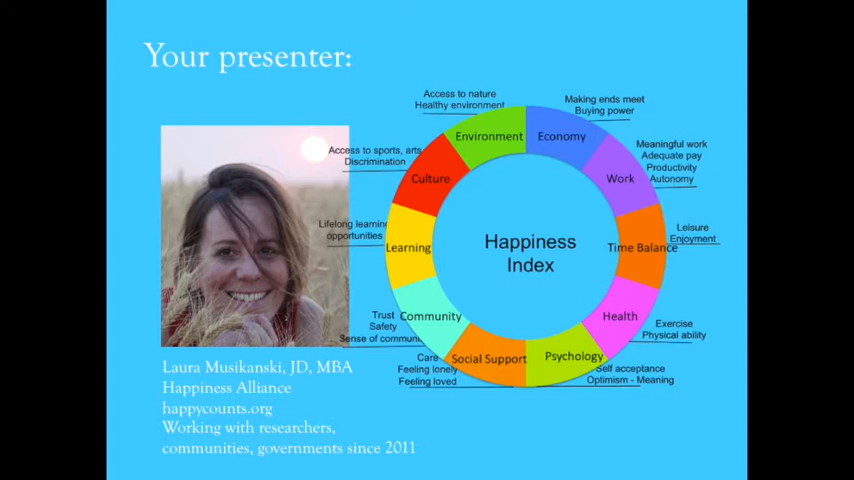 Your presenter:
Access to nature
Healthy environment
Making ends meet
Buying power
Environment
Economy
Access to sports, arts
Discrimination
Meaningful work
Adequate pay
Productivity
Autonomy
Culture
Work
Lifelong learning
opportunities
Leisure
Enjoyment
Learning
Time Balance
Happiness
Index
Trust
Safety
Sense of community
Community
Health
Exercise
Physical ability
Care
Feeling lonely
Feeling loved
Social Support
Psychology
Self acceptance
Optimism - Meaning
Laura Musikanski, JD, MBA
Happiness Alliance
happycounts.org
Working with researchers,
communities, governments since 2011